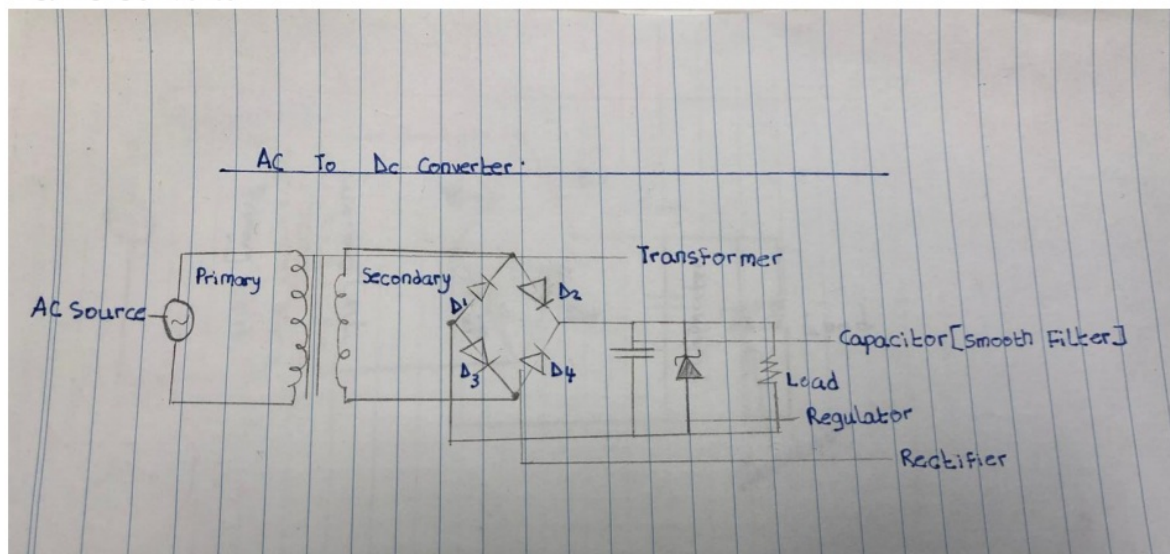 AC To Dc Converter.
Transformer
Primary
Secondary
AC Source
D1
D2
Capacitor[Smooth Filter]
D3
D4
Load
Regulator
Rectifier